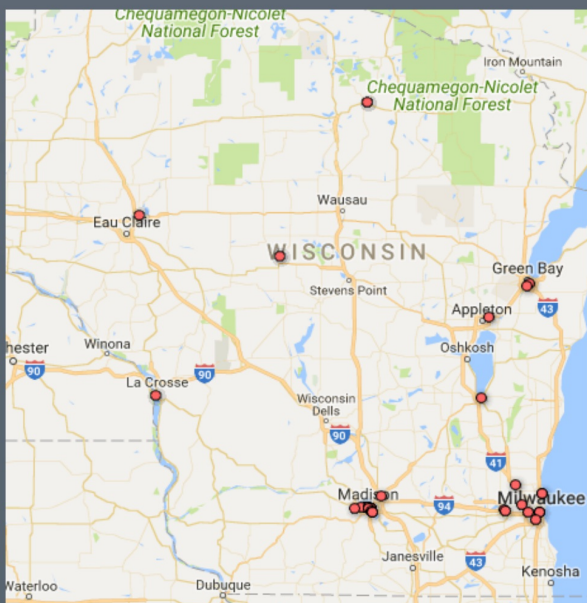 Chequamegon-Nicolet
National Forest
Iron Mountain
Chequamegon-Nicolet
National Forest
Wausau
Eau Claire
WISCONSIN
Green Bay
Stevens Point
43
Appleton
Winona
hester
Oshkosh
90
90
La Crosse
Wisconsin
Dells
90
41
Madison
Milwaukee
94
Janesville
43
Kenosha
Waterloo
Dubuque